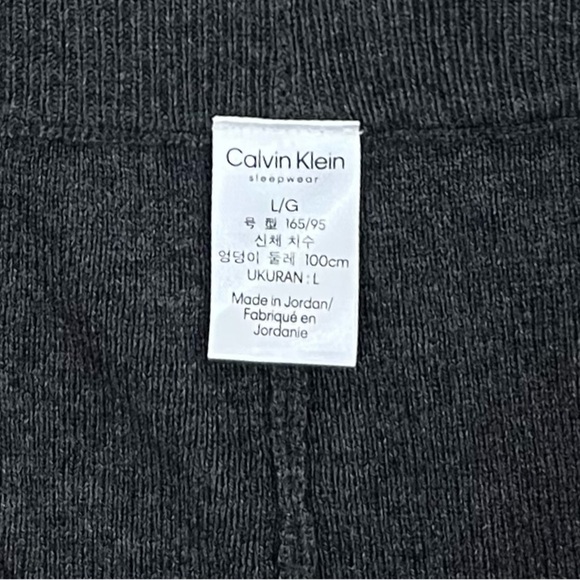 Calvin Klein
sleepwear
L/G
号型 165/95
신체 치수
엉덩이 둘레 100cm
UKURAN : L
Made in Jordan/
Fabriqué en
Jordanie